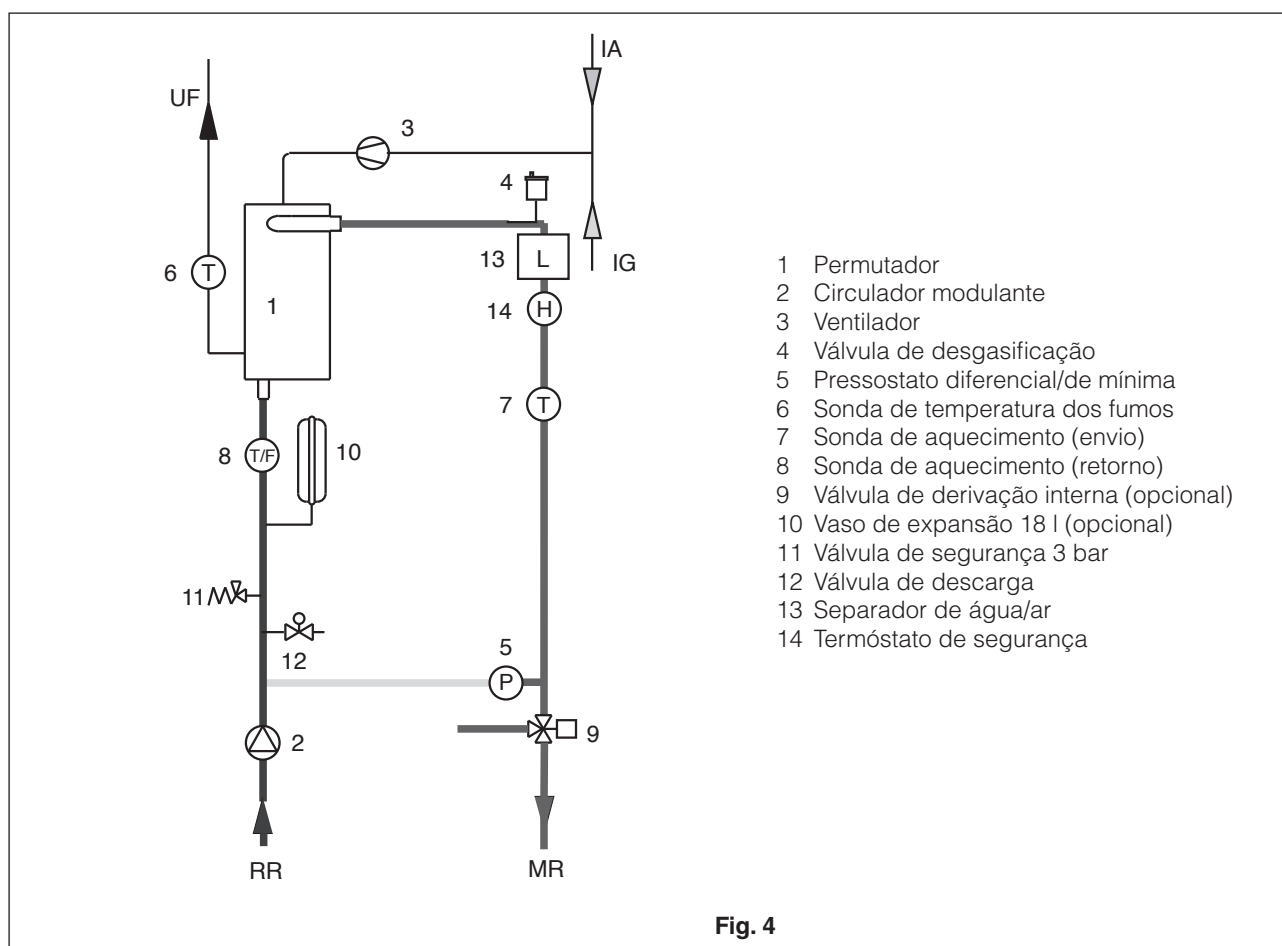 IA
UF
3
4
13 L
IG
6 T
1
14 H
7 T
8 T/F
10
11
5
12
P
2
9
RR
MR
1 Permutador
2 Circulador modulante
3 Ventilador
4 Válvula de desgasificação
5 Pressostato diferencial/de mínima
6 Sonda de temperatura dos fumos
7 Sonda de aquecimento (envio)
8 Sonda de aquecimento (retorno)
9 Válvula de derivação interna (opcional)
10 Vaso de expansão 18 l (opcional)
11 Válvula de segurança 3 bar
12 Válvula de descarga
13 Separador de água/ar
14 Termóstato de segurança
Fig. 4